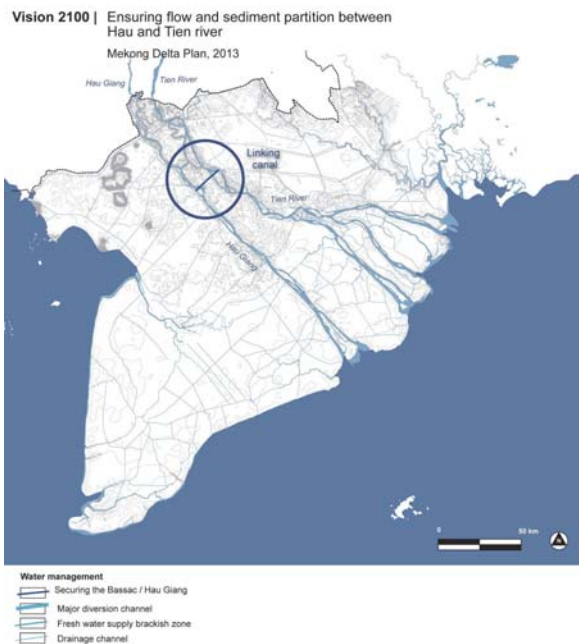 Vision 2100 | Ensuring flow and sediment partition between
Hau and Tien river
Mekong Delta Plan, 2013
Hau Giang
Tien River
Linking
canal
Tien River
Hau Giang
0
50 km
N
Water management
Securing the Bassac / Hau Giang
Major diversion channel
Fresh water supply brackish zone
Drainage channel